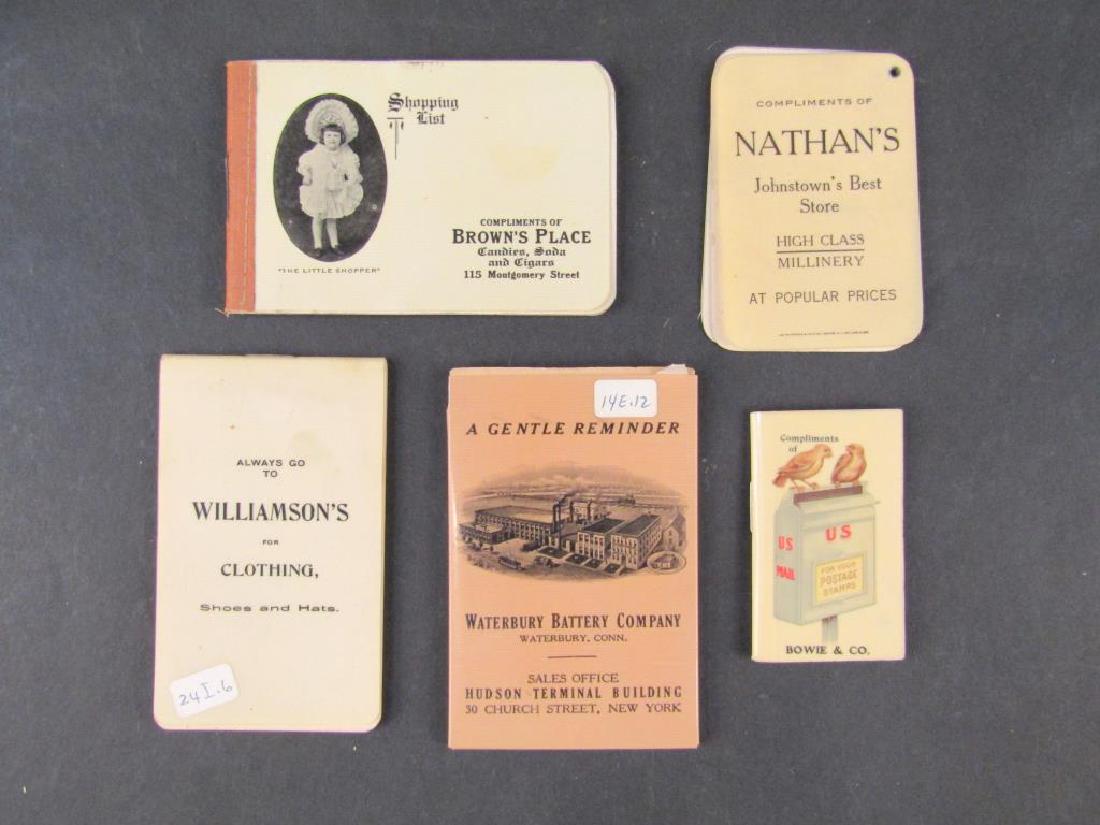 Shopping
List
"THE LITTLE SHOPPER"
COMPLIMENTS OF
BROWN'S PLACE
Candies, Soda
and Cigars
115 Montgomery Street
COMPLIMENTS OF
NATHAN'S
Johnstown's Best
Store
HIGH CLASS
MILLINERY
AT POPULAR PRICES
ALWAYS GO
TO
WILLIAMSON'S
FOR
CLOTHING,
Shoes and Hats.
24I.6
14E.12
A GENTLE REMINDER
WATERBURY BATTERY COMPANY
WATERBURY, CONN.
SALES OFFICE
HUDSON TERMINAL BUILDING
30 CHURCH STREET, NEW YORK
Compliments
of
US
MAIL
US
FOR YOUR
POSTAGE
STAMPS
BOWIE & CO.